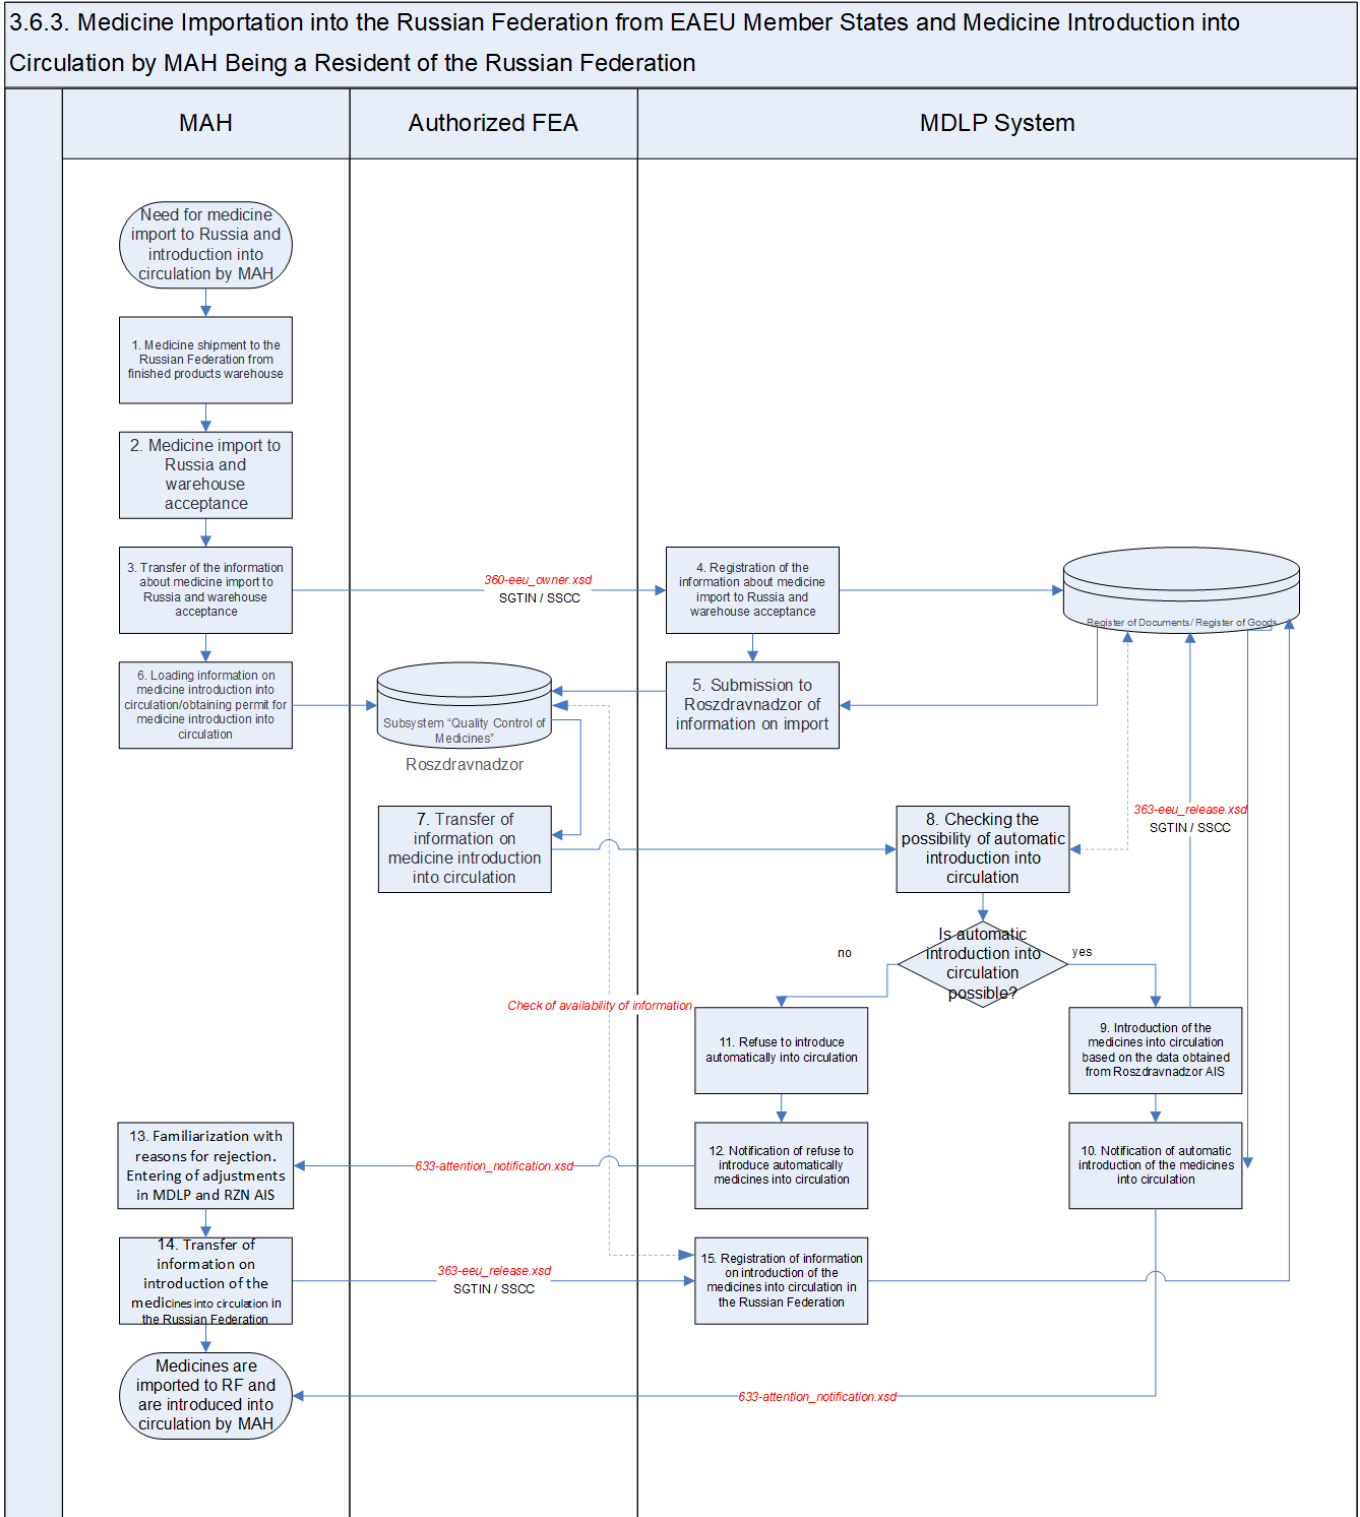 3.6.3. Medicine Importation into the Russian Federation from EAEU Member States and Medicine Introduction into
Circulation by MAH Being a Resident of the Russian Federation
MAH
Authorized FEA
MDLP System
Need for medicine
import to Russia and
introduction into
circulation by MAH
1. Medicine shipment to the
Russian Federation from
finished products warehouse
2. Medicine import to
Russia and
warehouse
acceptance
3. Transfer of the information
about medicine import to
Russia and warehouse
acceptance
360-eeu_owner.xsd
SGTIN / SSCC
4. Registration of the
information about medicine
import to Russia and
warehouse acceptance
Register of Documents/ Register of Goods
6. Loading information on
medicine introduction into
circulation/obtaining permit for
medicine introduction into
circulation
Subsystem “Quality Control of
Medicines”
Roszdravnadzor
5. Submission to
Roszdravnadzor of
information on import
7. Transfer of
information on
medicine introduction
into circulation
8. Checking the
possibility of automatic
introduction into
circulation
363-eeu_release.xsd
SGTIN / SSCC
Is automatic
introduction into
circulation
possible?
no
yes
Check of availability of information
11. Refuse to introduce
automatically into circulation
9. Introduction of the
medicines into circulation
based on the data obtained
from Roszdravnadzor AIS
13. Familiarization with
reasons for rejection.
Entering of adjustments
in MDLP and RZN AIS
633-attention_notification.xsd
12. Notification of refuse to
introduce automatically
medicines into circulation
10. Notification of automatic
introduction of the medicines
into circulation
14. Transfer of
information on
introduction of the
medicines into circulation in
the Russian Federation
363-eeu_release.xsd
SGTIN / SSCC
15. Registration of information
on introduction of the
medicines into circulation in
the Russian Federation
Medicines are
imported to RF and
are introduced into
circulation by MAH
633-attention_notification.xsd